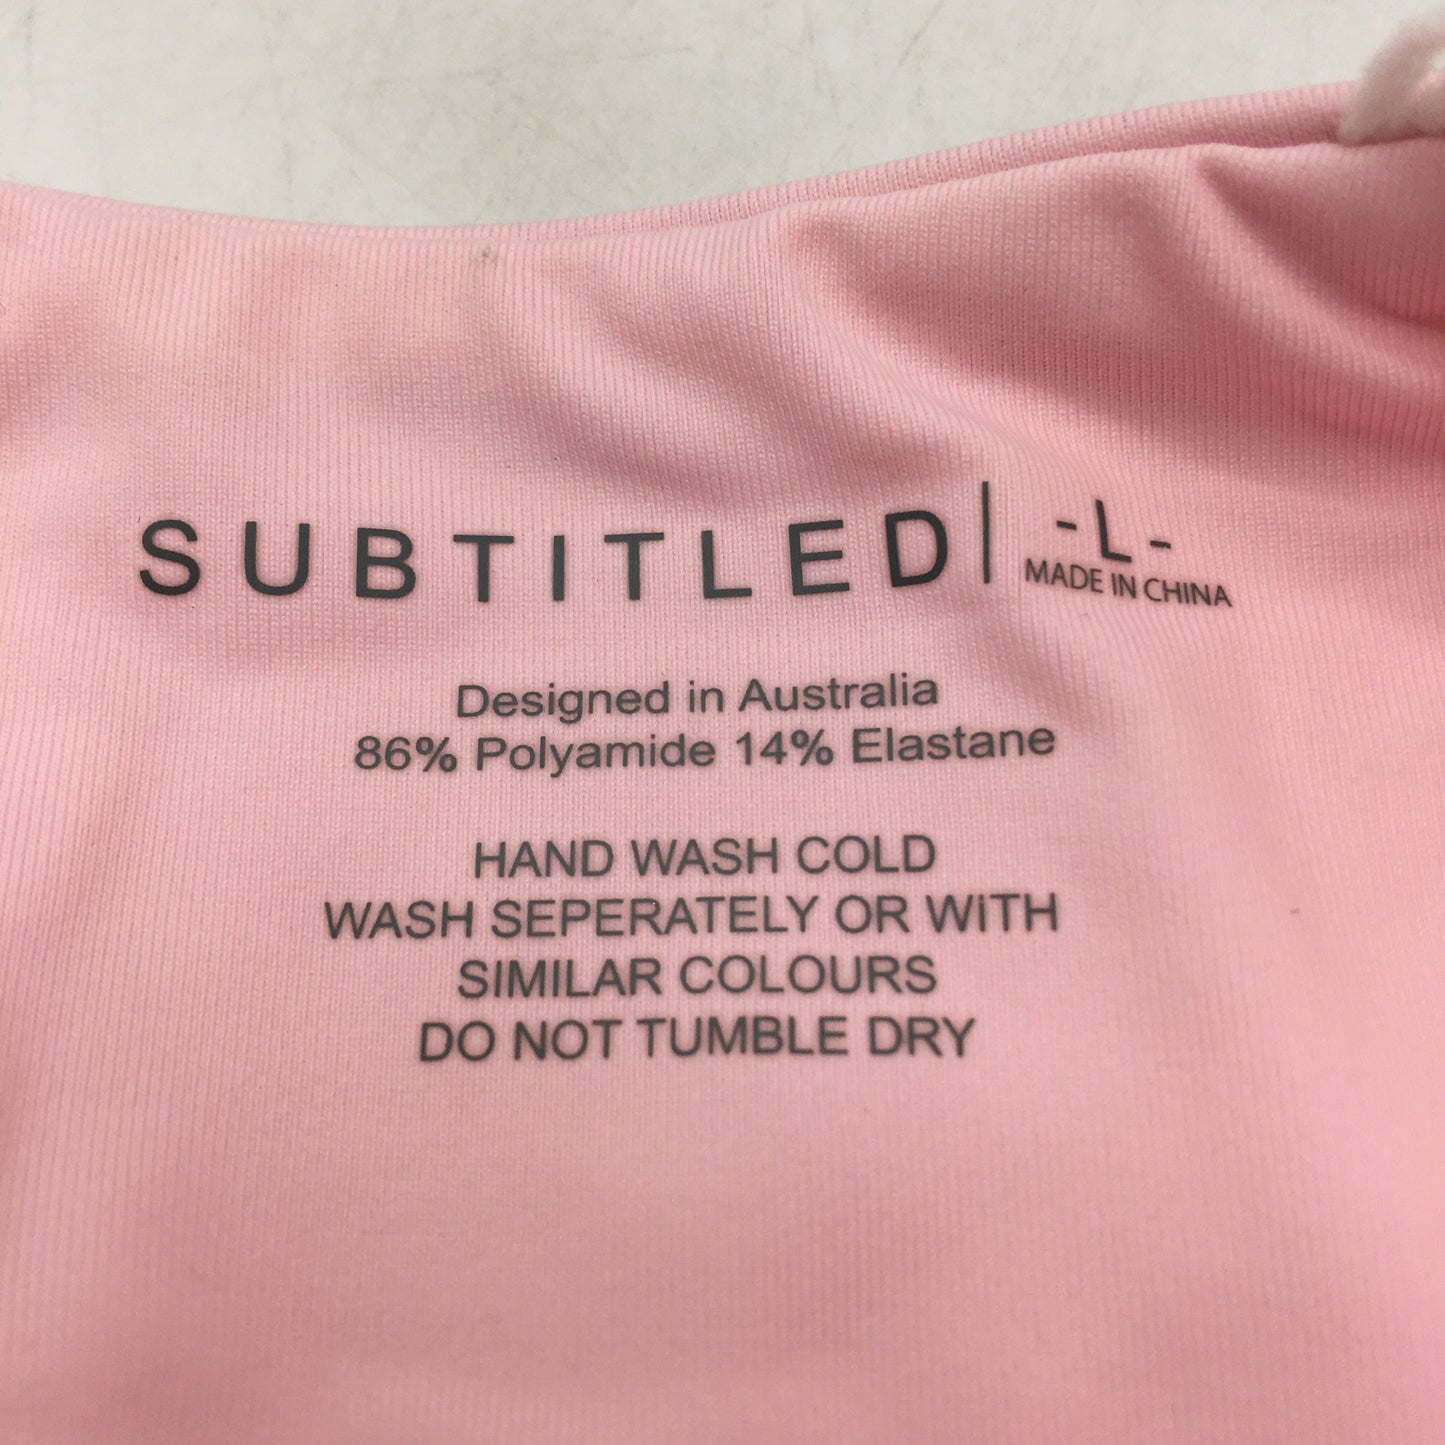 SUBTITLED | -L-
MADE IN CHINA
Designed in Australia
86% Polyamide 14% Elastane
HAND WASH COLD
WASH SEPERATELY OR WiTH
SIMILAR COLOURS
DO NOT TUMBLE DRY